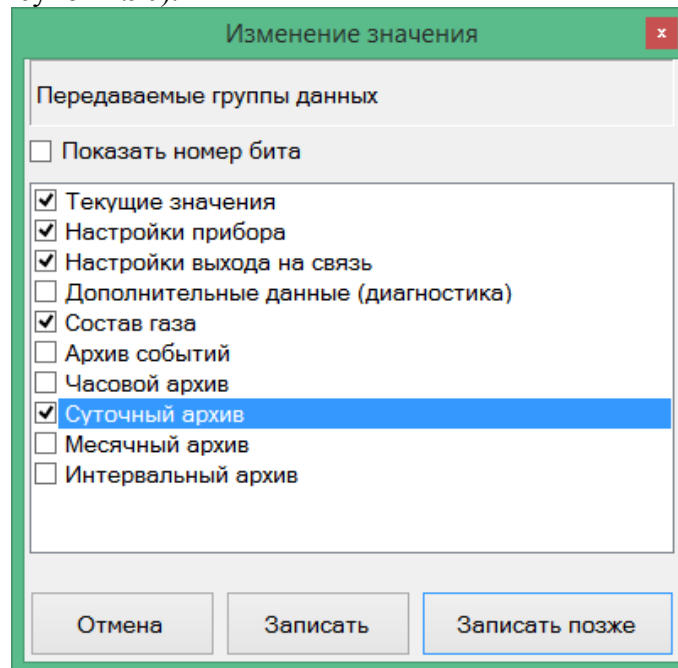 Изменение значения
x
Передаваемые группы данных
Показать номер бита
Текущие значения
Настройки прибора
Настройки выхода на связь
Дополнительные данные (диагностика)
Состав газа
Архив событий
Часовой архив
Суточный архив
Месячный архив
Интервальный архив
Отмена Записать Записать позже